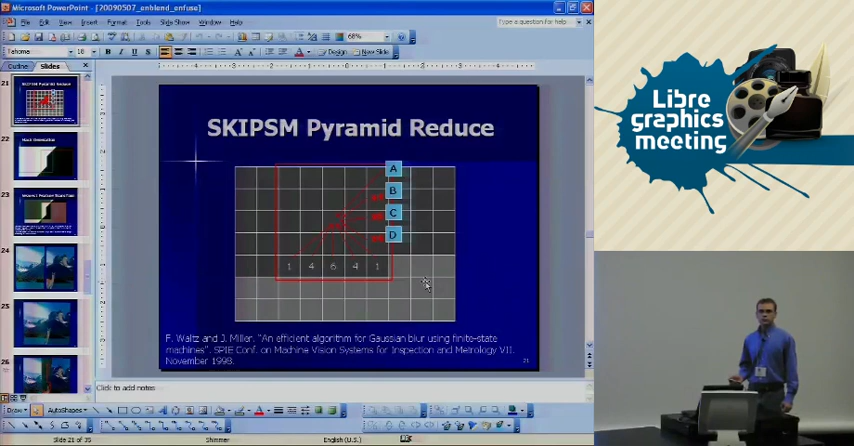 Microsoft PowerPoint - [20090507_enblend_enfuse]
File Edit View Insert Format Tools Slide Show Window Help
Type a question for help
68%
Tahoma 18 B I U S Design New Slide
Outline Slides
21
SKIPSM Pyramid Reduce
22
23
24
25
26
SKIPSM Pyramid Reduce
A
B
C
D
1 4 6 4 1
F. Waltz and J. Miller. "An efficient algorithm for Gaussian blur using finite-state
machines". SPIE Conf. on Machine Vision Systems for Inspection and Metrology VII.
November 1998.
21
Click to add notes
Draw AutoShapes
Slide 21 of 35 Shimmer English (U.S.)
Libre
graphics
meeting